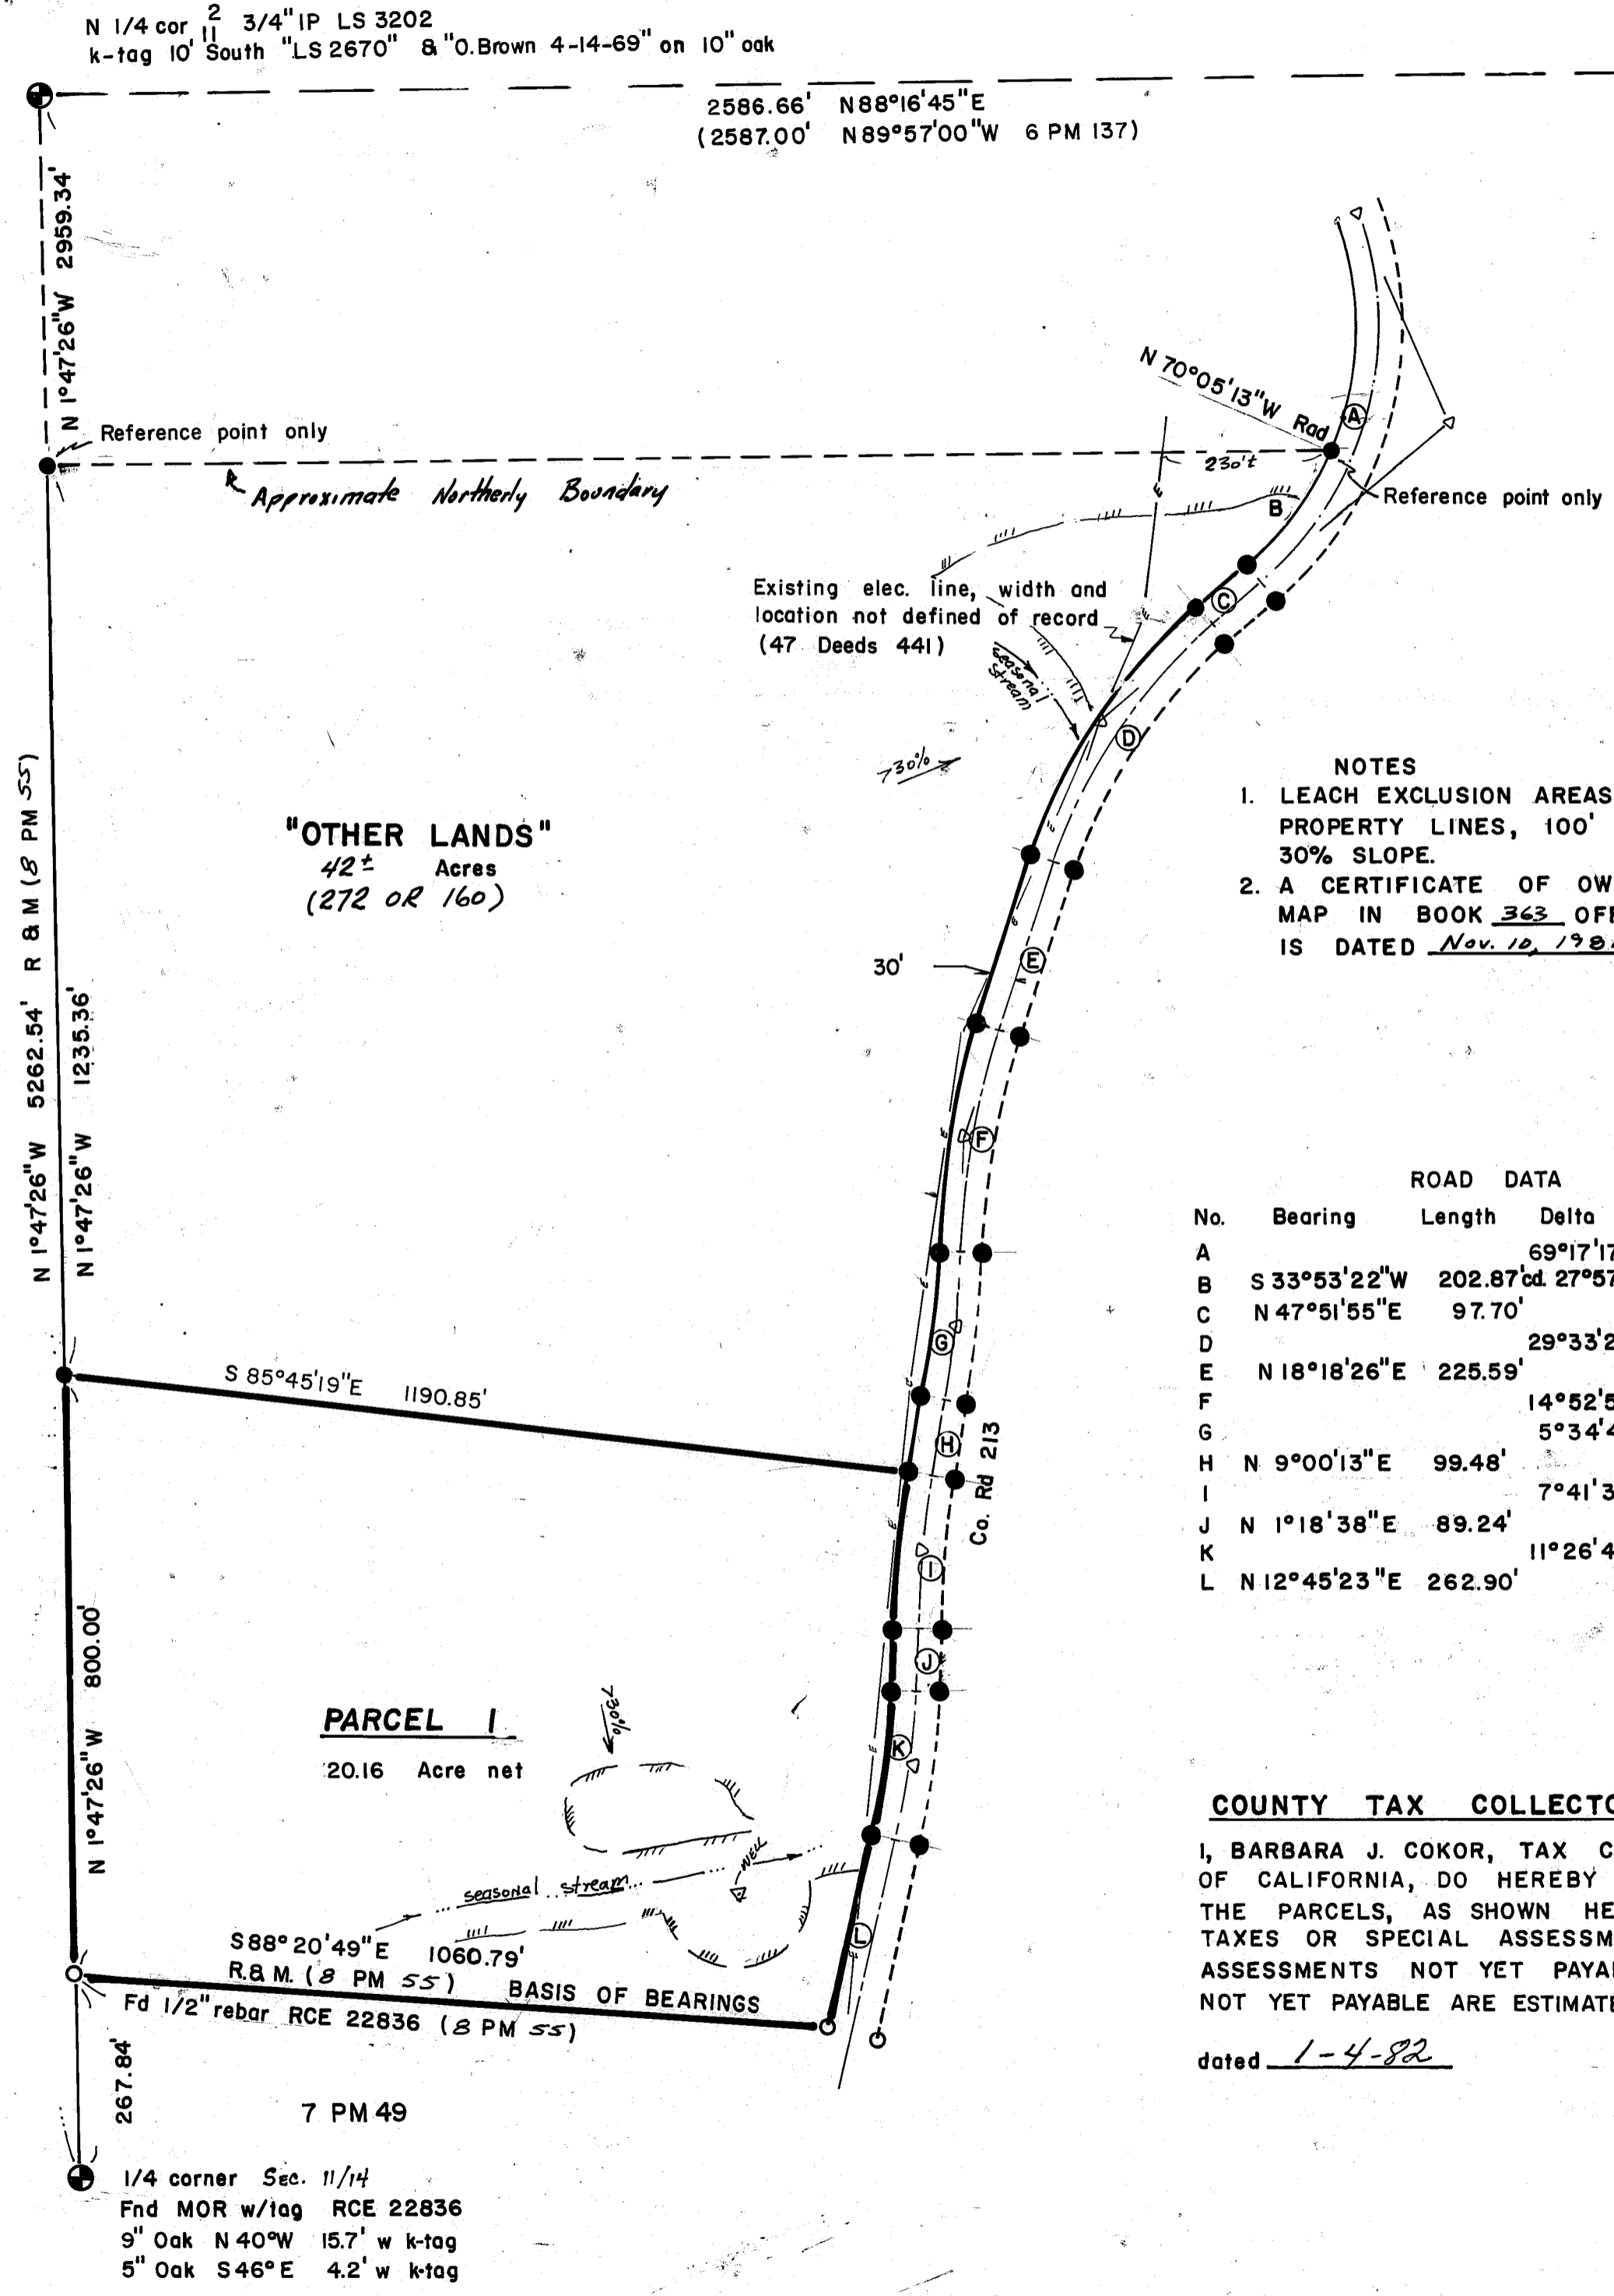 N 1/4 cor 2/11 3/4" IP LS 3202
k-tag 10' South "LS 2670" & "O. Brown 4-14-69" on 10" oak
2586.66' N88°16'45"E
(2587.00' N89°57'00"W 6 PM 137)
N 1°47'26"W 2959.34'
Reference point only
Approximate Northerly Boundary
N 70°05'13"W Rad
A
230'±
B
Reference point only
E
Existing elec. line, width and
location not defined of record
(47 Deeds 441)
C
seasonal
stream
D
>30%
NOTES
1. LEACH EXCLUSION AREAS
PROPERTY LINES, 100'
30% SLOPE.
2. A CERTIFICATE OF OW
MAP IN BOOK 363 OF
IS DATED Nov. 10, 198
"OTHER LANDS"
42± Acres
(272 OR 160)
30'
E
N 1°47'26"W 5262.54' R & M (8 PM 55)
N 1°47'26"W 1235.36'
F
ROAD DATA
No. Bearing Length Delta
A 69°17'17
B S 33°53'22"W 202.87'cd. 27°57
C N 47°51'55"E 97.70'
D 29°33'2
E N 18°18'26"E 225.59'
F 14°52'5
G 5°34'4
H N 9°00'13"E 99.48'
I 7°41'3
J N 1°18'38"E 89.24'
K 11°26'4
L N 12°45'23"E 262.90'
G
S 85°45'19"E 1190.85'
H
Co. Rd 213
I
N 1°47'26"W 800.00'
J
PARCEL 1
20.16 Acre net
>30%
K
WELL
seasonal stream
L
S88°20'49"E 1060.79'
R.& M. (8 PM 55) BASIS OF BEARINGS
Fd 1/2" rebar RCE 22836 (8 PM 55)
COUNTY TAX COLLECTO
I, BARBARA J. COKOR, TAX C
OF CALIFORNIA, DO HEREBY
THE PARCELS, AS SHOWN HE
TAXES OR SPECIAL ASSESSM
ASSESSMENTS NOT YET PAYA
NOT YET PAYABLE ARE ESTIMATE
dated 1-4-82
267.84'
7 PM 49
1/4 corner Sec. 11/14
Fnd MOR w/tag RCE 22836
9" Oak N 40°W 15.7' w k-tag
5" Oak S46°E 4.2' w k-tag